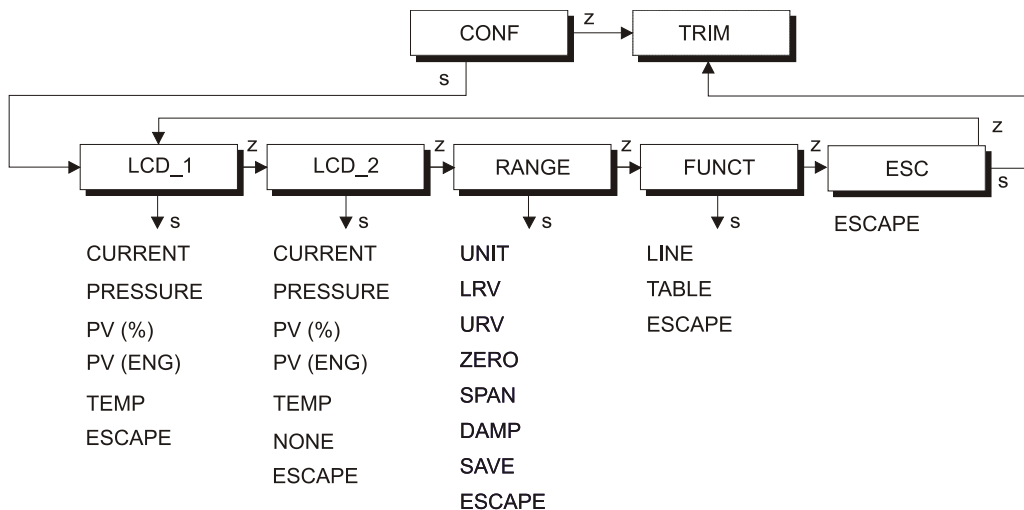 CONF
z
TRIM
s
z
LCD_1
z
LCD_2
z
RANGE
z
FUNCT
z
ESC
s
s
s
s
s
CURRENT
PRESSURE
PV (%)
PV (ENG)
TEMP
ESCAPE
CURRENT
PRESSURE
PV (%)
PV (ENG)
TEMP
NONE
ESCAPE
UNIT
LRV
URV
ZERO
SPAN
DAMP
SAVE
ESCAPE
LINE
TABLE
ESCAPE
ESCAPE